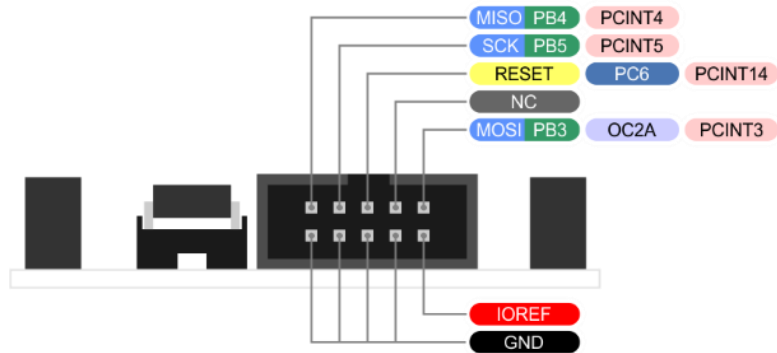 MISO PB4 PCINT4
SCK PB5 PCINT5
RESET PC6 PCINT14
NC
MOSI PB3 OC2A PCINT3
IOREF
GND